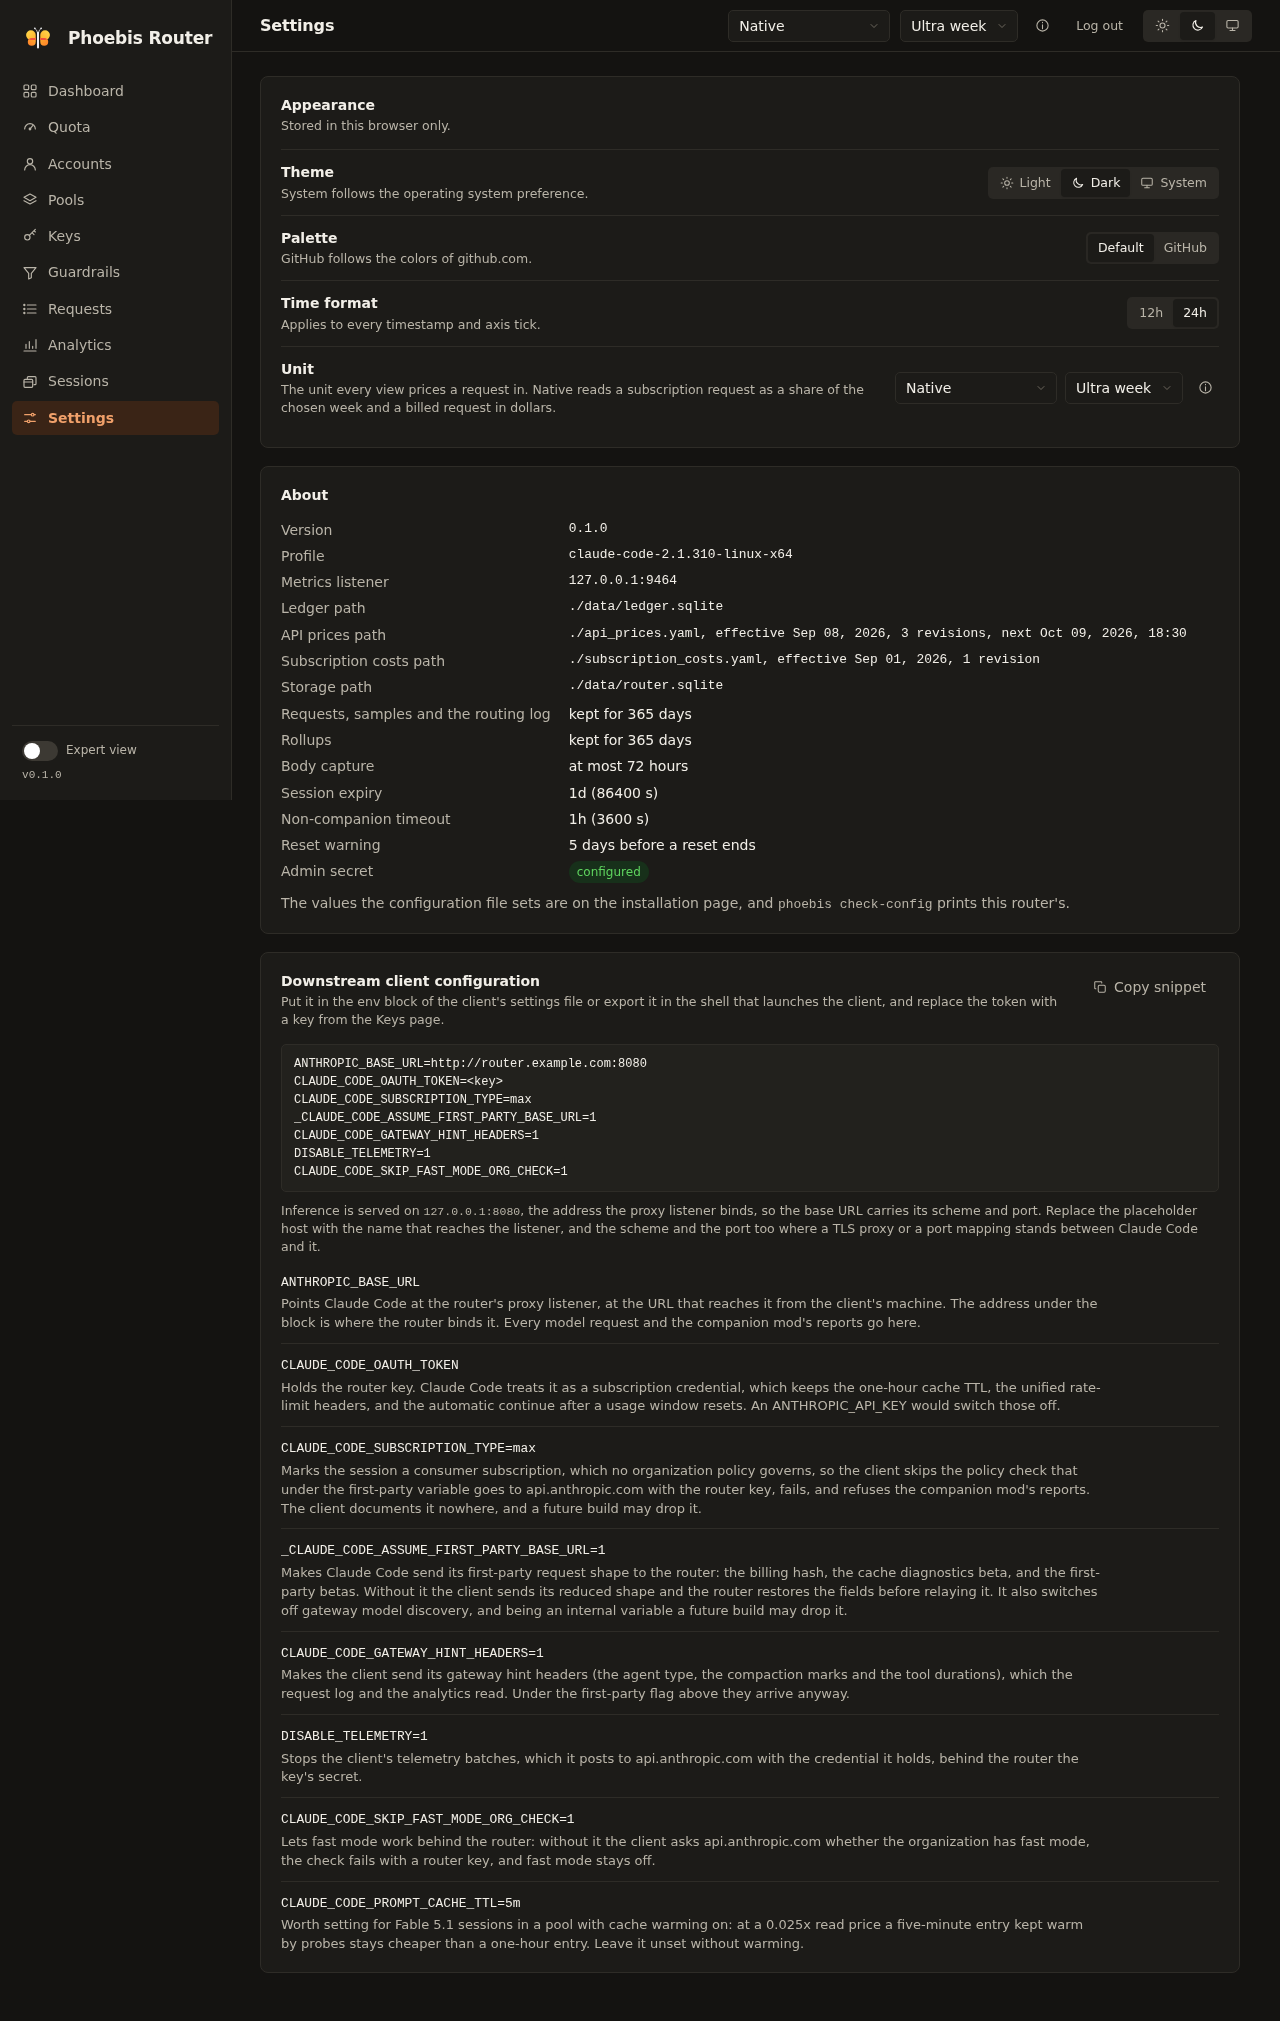 Phoebis Router
Dashboard
Quota
Accounts
Pools
Keys
Guardrails
Requests
Analytics
Sessions
Settings
Expert view
v0.1.0
Settings
Native
Ultra week
Log out
Appearance
Stored in this browser only.
Theme
System follows the operating system preference.
Light
Dark
System
Palette
GitHub follows the colors of github.com.
Default
GitHub
Time format
Applies to every timestamp and axis tick.
12h
24h
Unit
The unit every view prices a request in. Native reads a subscription request as a share of the
chosen week and a billed request in dollars.
Native
Ultra week
About
Version 0.1.0
Profile claude-code-2.1.310-linux-x64
Metrics listener 127.0.0.1:9464
Ledger path ./data/ledger.sqlite
API prices path ./api_prices.yaml, effective Sep 08, 2026, 3 revisions, next Oct 09, 2026, 18:30
Subscription costs path ./subscription_costs.yaml, effective Sep 01, 2026, 1 revision
Storage path ./data/router.sqlite
Requests, samples and the routing log kept for 365 days
Rollups kept for 365 days
Body capture at most 72 hours
Session expiry 1d (86400 s)
Non-companion timeout 1h (3600 s)
Reset warning 5 days before a reset ends
Admin secret configured
The values the configuration file sets are on the installation page, and phoebis check-config prints this router's.
Downstream client configuration
Put it in the env block of the client's settings file or export it in the shell that launches the client, and replace the token with
a key from the Keys page.
Copy snippet
ANTHROPIC_BASE_URL=http://router.example.com:8080
CLAUDE_CODE_OAUTH_TOKEN=<key>
CLAUDE_CODE_SUBSCRIPTION_TYPE=max
_CLAUDE_CODE_ASSUME_FIRST_PARTY_BASE_URL=1
CLAUDE_CODE_GATEWAY_HINT_HEADERS=1
DISABLE_TELEMETRY=1
CLAUDE_CODE_SKIP_FAST_MODE_ORG_CHECK=1
Inference is served on 127.0.0.1:8080, the address the proxy listener binds, so the base URL carries its scheme and port. Replace the placeholder
host with the name that reaches the listener, and the scheme and the port too where a TLS proxy or a port mapping stands between Claude Code
and it.
ANTHROPIC_BASE_URL
Points Claude Code at the router's proxy listener, at the URL that reaches it from the client's machine. The address under the
block is where the router binds it. Every model request and the companion mod's reports go here.
CLAUDE_CODE_OAUTH_TOKEN
Holds the router key. Claude Code treats it as a subscription credential, which keeps the one-hour cache TTL, the unified rate-
limit headers, and the automatic continue after a usage window resets. An ANTHROPIC_API_KEY would switch those off.
CLAUDE_CODE_SUBSCRIPTION_TYPE=max
Marks the session a consumer subscription, which no organization policy governs, so the client skips the policy check that
under the first-party variable goes to api.anthropic.com with the router key, fails, and refuses the companion mod's reports.
The client documents it nowhere, and a future build may drop it.
_CLAUDE_CODE_ASSUME_FIRST_PARTY_BASE_URL=1
Makes Claude Code send its first-party request shape to the router: the billing hash, the cache diagnostics beta, and the first-
party betas. Without it the client sends its reduced shape and the router restores the fields before relaying it. It also switches
off gateway model discovery, and being an internal variable a future build may drop it.
CLAUDE_CODE_GATEWAY_HINT_HEADERS=1
Makes the client send its gateway hint headers (the agent type, the compaction marks and the tool durations), which the
request log and the analytics read. Under the first-party flag above they arrive anyway.
DISABLE_TELEMETRY=1
Stops the client's telemetry batches, which it posts to api.anthropic.com with the credential it holds, behind the router the
key's secret.
CLAUDE_CODE_SKIP_FAST_MODE_ORG_CHECK=1
Lets fast mode work behind the router: without it the client asks api.anthropic.com whether the organization has fast mode,
the check fails with a router key, and fast mode stays off.
CLAUDE_CODE_PROMPT_CACHE_TTL=5m
Worth setting for Fable 5.1 sessions in a pool with cache warming on: at a 0.025x read price a five-minute entry kept warm
by probes stays cheaper than a one-hour entry. Leave it unset without warming.